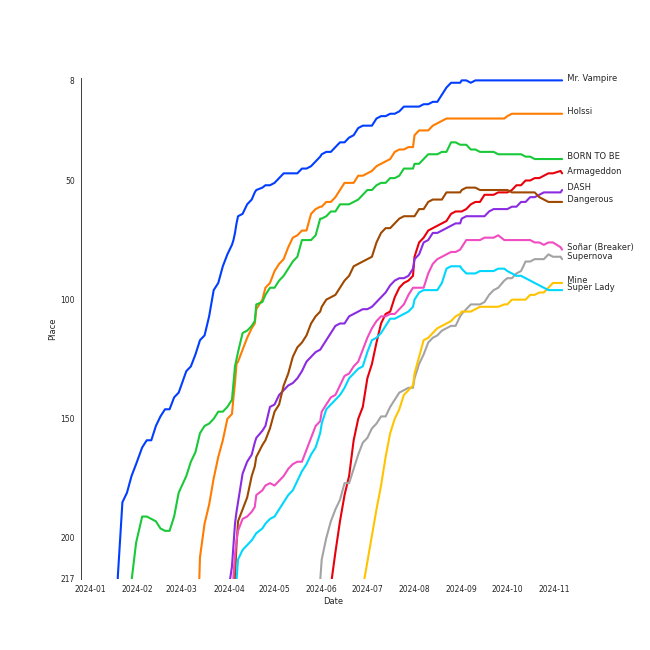 8
50
100
150
200
217
Place
2024-01
2024-02
2024-03
2024-04
2024-05
2024-06
2024-07
2024-08
2024-09
2024-10
2024-11
Date
Mr. Vampire
Holssi
BORN TO BE
Armageddon
DASH
Dangerous
Soñar (Breaker)
Supernova
Mine
Super Lady